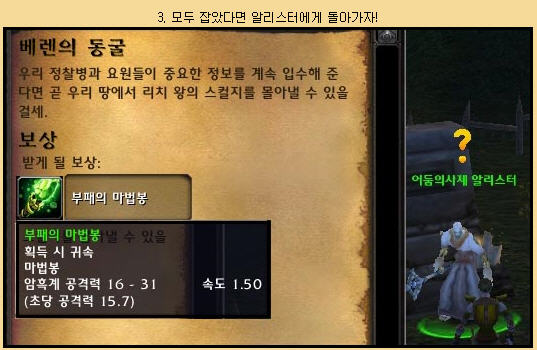 3. 모두 잡았다면 알리스터에게 돌아가자!
베렌의 동굴
우리 정찰병과 요원들이 중요한 정보를 계속 입수해 준
다면 곧 우리 땅에서 리치 왕의 스컬지를 몰아낼 수 있을
걸세.
보상
받게 될 보상:
부패의 마법봉
부패의 마법봉
획득 시 귀속
마법봉
암흑계 공격력 16 - 31 속도 1.50
(초당 공격력 15.7)
?
어둠의사제 알리스터